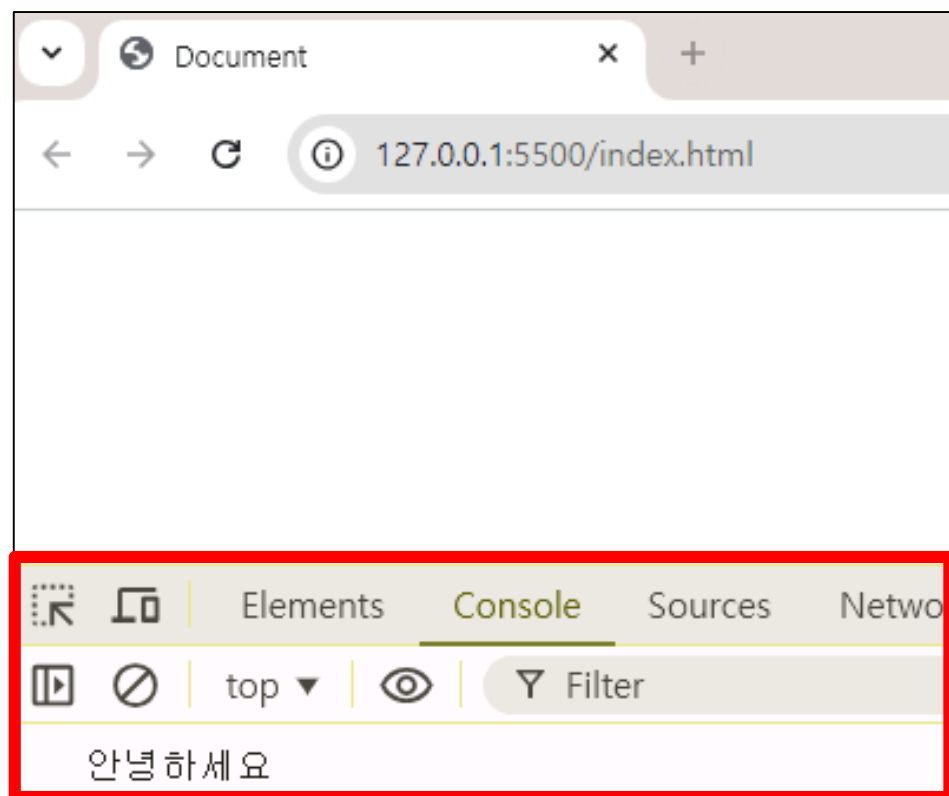 Document
127.0.0.1:5500/index.html
Elements Console Sources Netwo
top Filter
안녕하세요